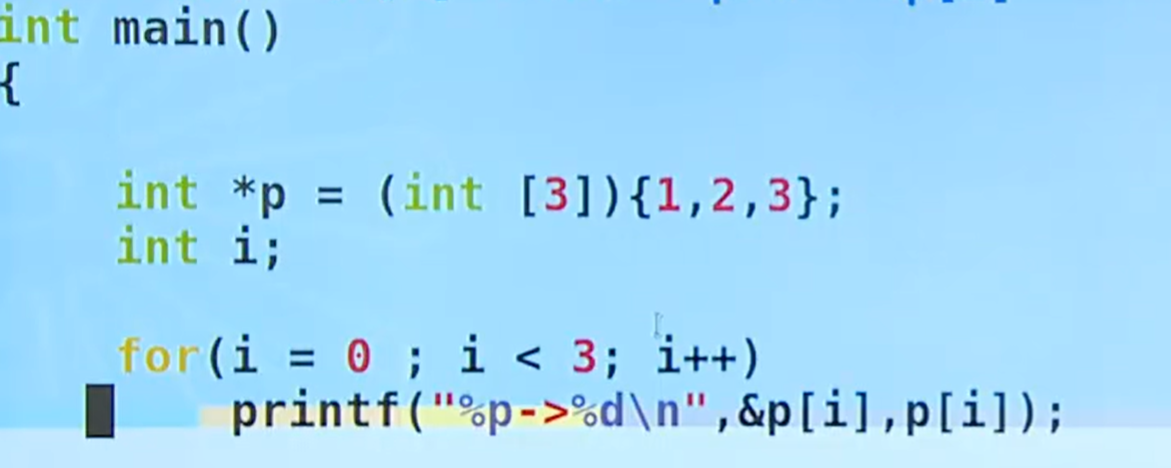 int main()
{
int *p = (int [3]){1,2,3};
int i;
for(i = 0 ; i < 3; i++)
printf("%p->%d\n",&p[i],p[i]);